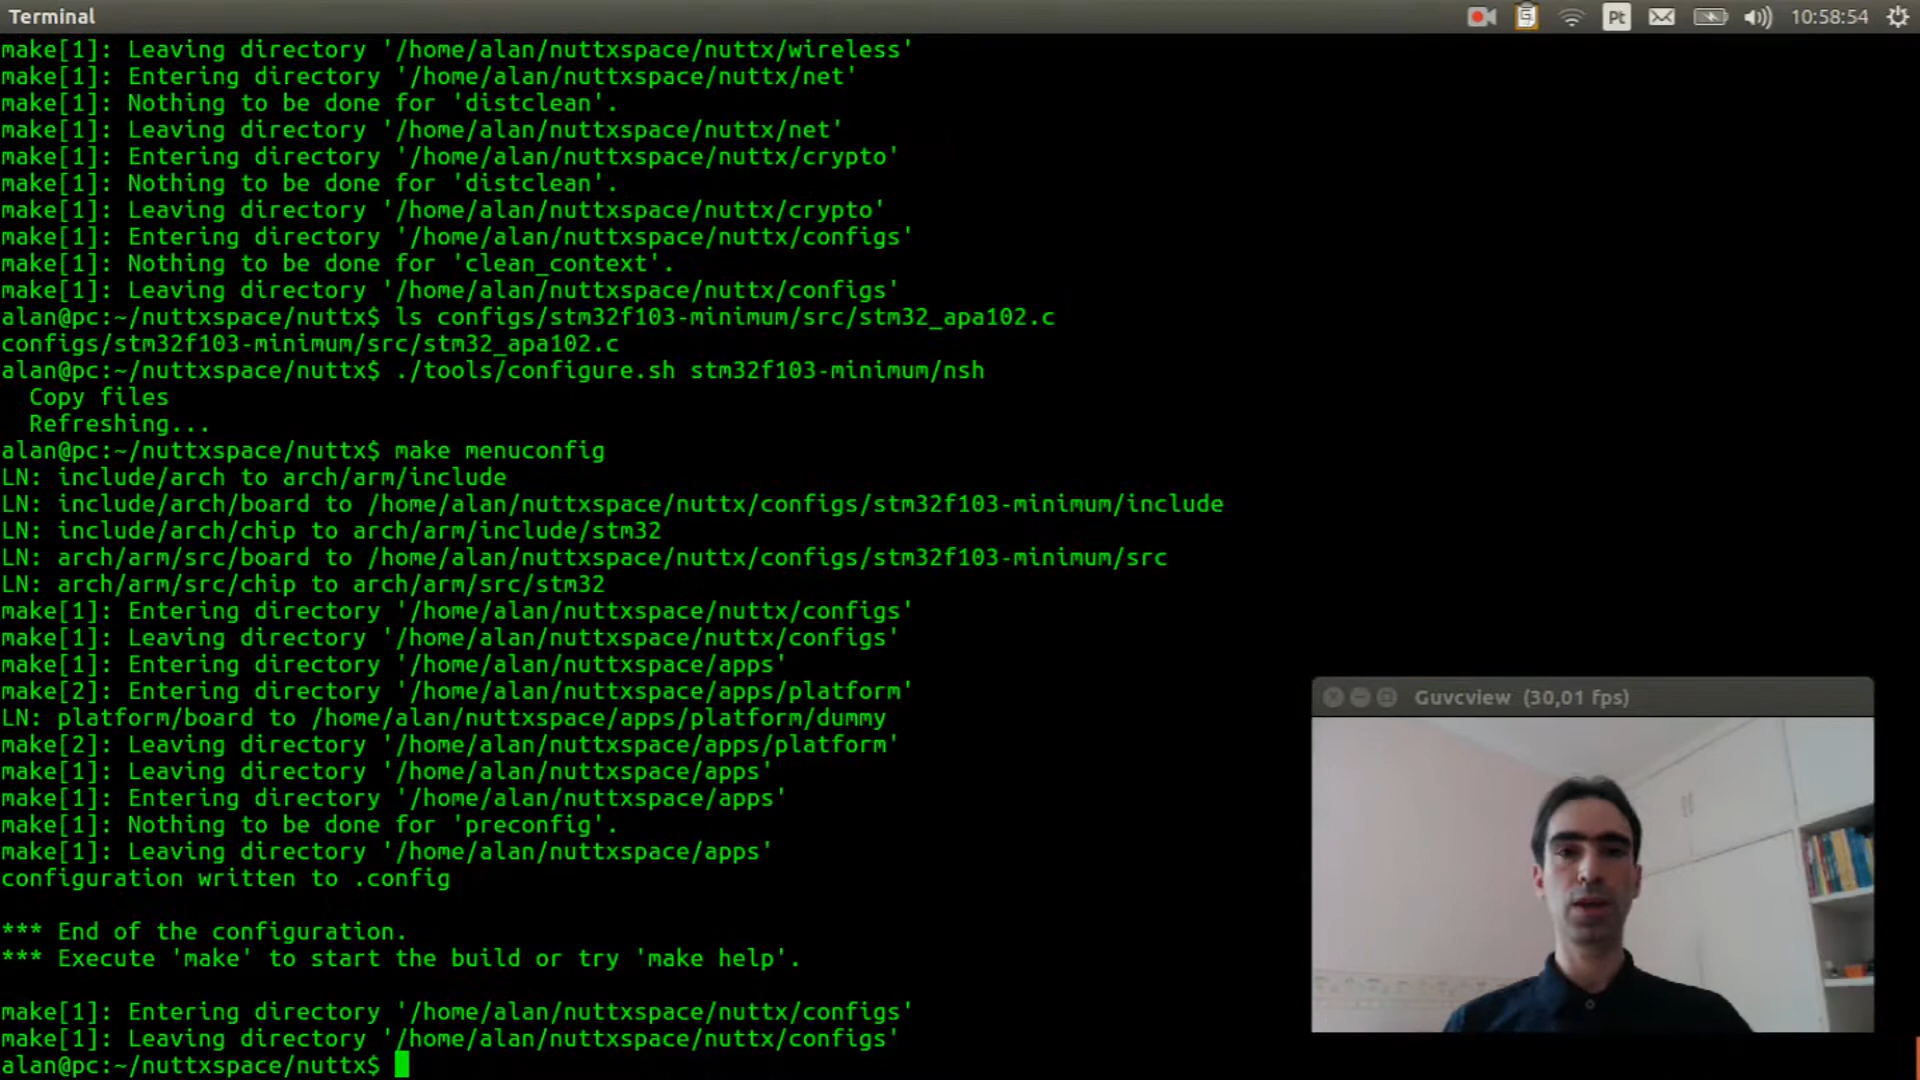 Terminal
Pt
10:58:54
make[1]: Leaving directory '/home/alan/nuttxspace/nuttx/wireless'
make[1]: Entering directory '/home/alan/nuttxspace/nuttx/net'
make[1]: Nothing to be done for 'distclean'.
make[1]: Leaving directory '/home/alan/nuttxspace/nuttx/net'
make[1]: Entering directory '/home/alan/nuttxspace/nuttx/crypto'
make[1]: Nothing to be done for 'distclean'.
make[1]: Leaving directory '/home/alan/nuttxspace/nuttx/crypto'
make[1]: Entering directory '/home/alan/nuttxspace/nuttx/configs'
make[1]: Nothing to be done for 'clean_context'.
make[1]: Leaving directory '/home/alan/nuttxspace/nuttx/configs'
alan@pc:~/nuttxspace/nuttx$ ls configs/stm32f103-minimum/src/stm32_apa102.c
configs/stm32f103-minimum/src/stm32_apa102.c
alan@pc:~/nuttxspace/nuttx$ ./tools/configure.sh stm32f103-minimum/nsh
  Copy files
  Refreshing...
alan@pc:~/nuttxspace/nuttx$ make menuconfig
LN: include/arch to arch/arm/include
LN: include/arch/board to /home/alan/nuttxspace/nuttx/configs/stm32f103-minimum/include
LN: include/arch/chip to arch/arm/include/stm32
LN: arch/arm/src/board to /home/alan/nuttxspace/nuttx/configs/stm32f103-minimum/src
LN: arch/arm/src/chip to arch/arm/src/stm32
make[1]: Entering directory '/home/alan/nuttxspace/nuttx/configs'
make[1]: Leaving directory '/home/alan/nuttxspace/nuttx/configs'
make[1]: Entering directory '/home/alan/nuttxspace/apps'
make[2]: Entering directory '/home/alan/nuttxspace/apps/platform'
LN: platform/board to /home/alan/nuttxspace/apps/platform/dummy
make[2]: Leaving directory '/home/alan/nuttxspace/apps/platform'
make[1]: Leaving directory '/home/alan/nuttxspace/apps'
make[1]: Entering directory '/home/alan/nuttxspace/apps'
make[1]: Nothing to be done for 'preconfig'.
make[1]: Leaving directory '/home/alan/nuttxspace/apps'
configuration written to .config
*** End of the configuration.
*** Execute 'make' to start the build or try 'make help'.
make[1]: Entering directory '/home/alan/nuttxspace/nuttx/configs'
make[1]: Leaving directory '/home/alan/nuttxspace/nuttx/configs'
alan@pc:~/nuttxspace/nuttx$
Guvcview (30,01 fps)